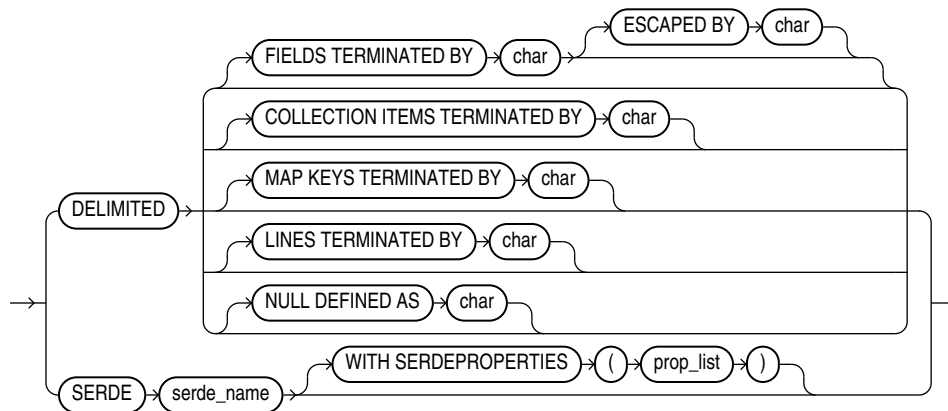 ESCAPED BY char
FIELDS TERMINATED BY char
COLLECTION ITEMS TERMINATED BY char
MAP KEYS TERMINATED BY char
DELIMITED
LINES TERMINATED BY char
NULL DEFINED AS char
WITH SERDEPROPERTIES ( prop_list )
SERDE serde_name